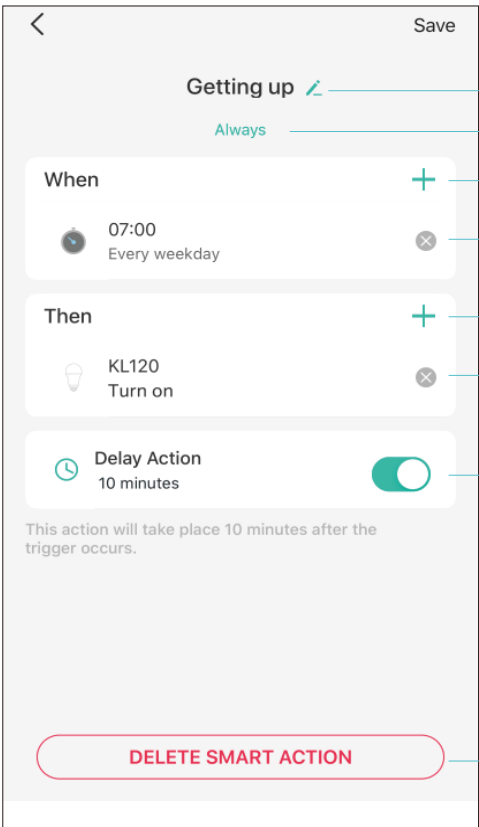 Save
Getting up
Always
When
07:00
Every weekday
Then
KL120
Turn on
Delay Action
10 minutes
This action will take place 10 minutes after the
trigger occurs.
DELETE SMART ACTION